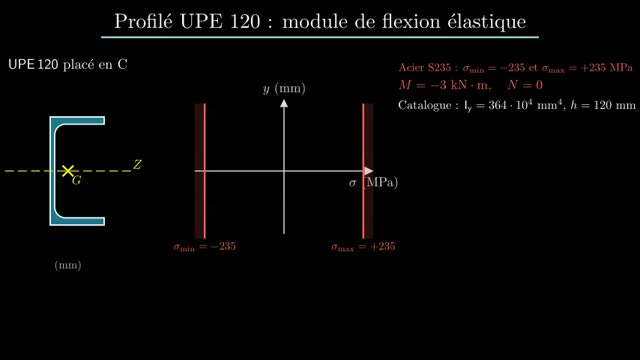 Profilé UPE 120 : module de flexion élastique
UPE 120 placé en C
Acier S235 : σmin = −235 et σmax = +235 MPa
M = −3 kN · m, N = 0
Catalogue : Iy = 364 · 10⁴ mm⁴, h = 120 mm
y (mm)
Z
G
σ (MPa)
σmin = −235
σmax = +235
(mm)